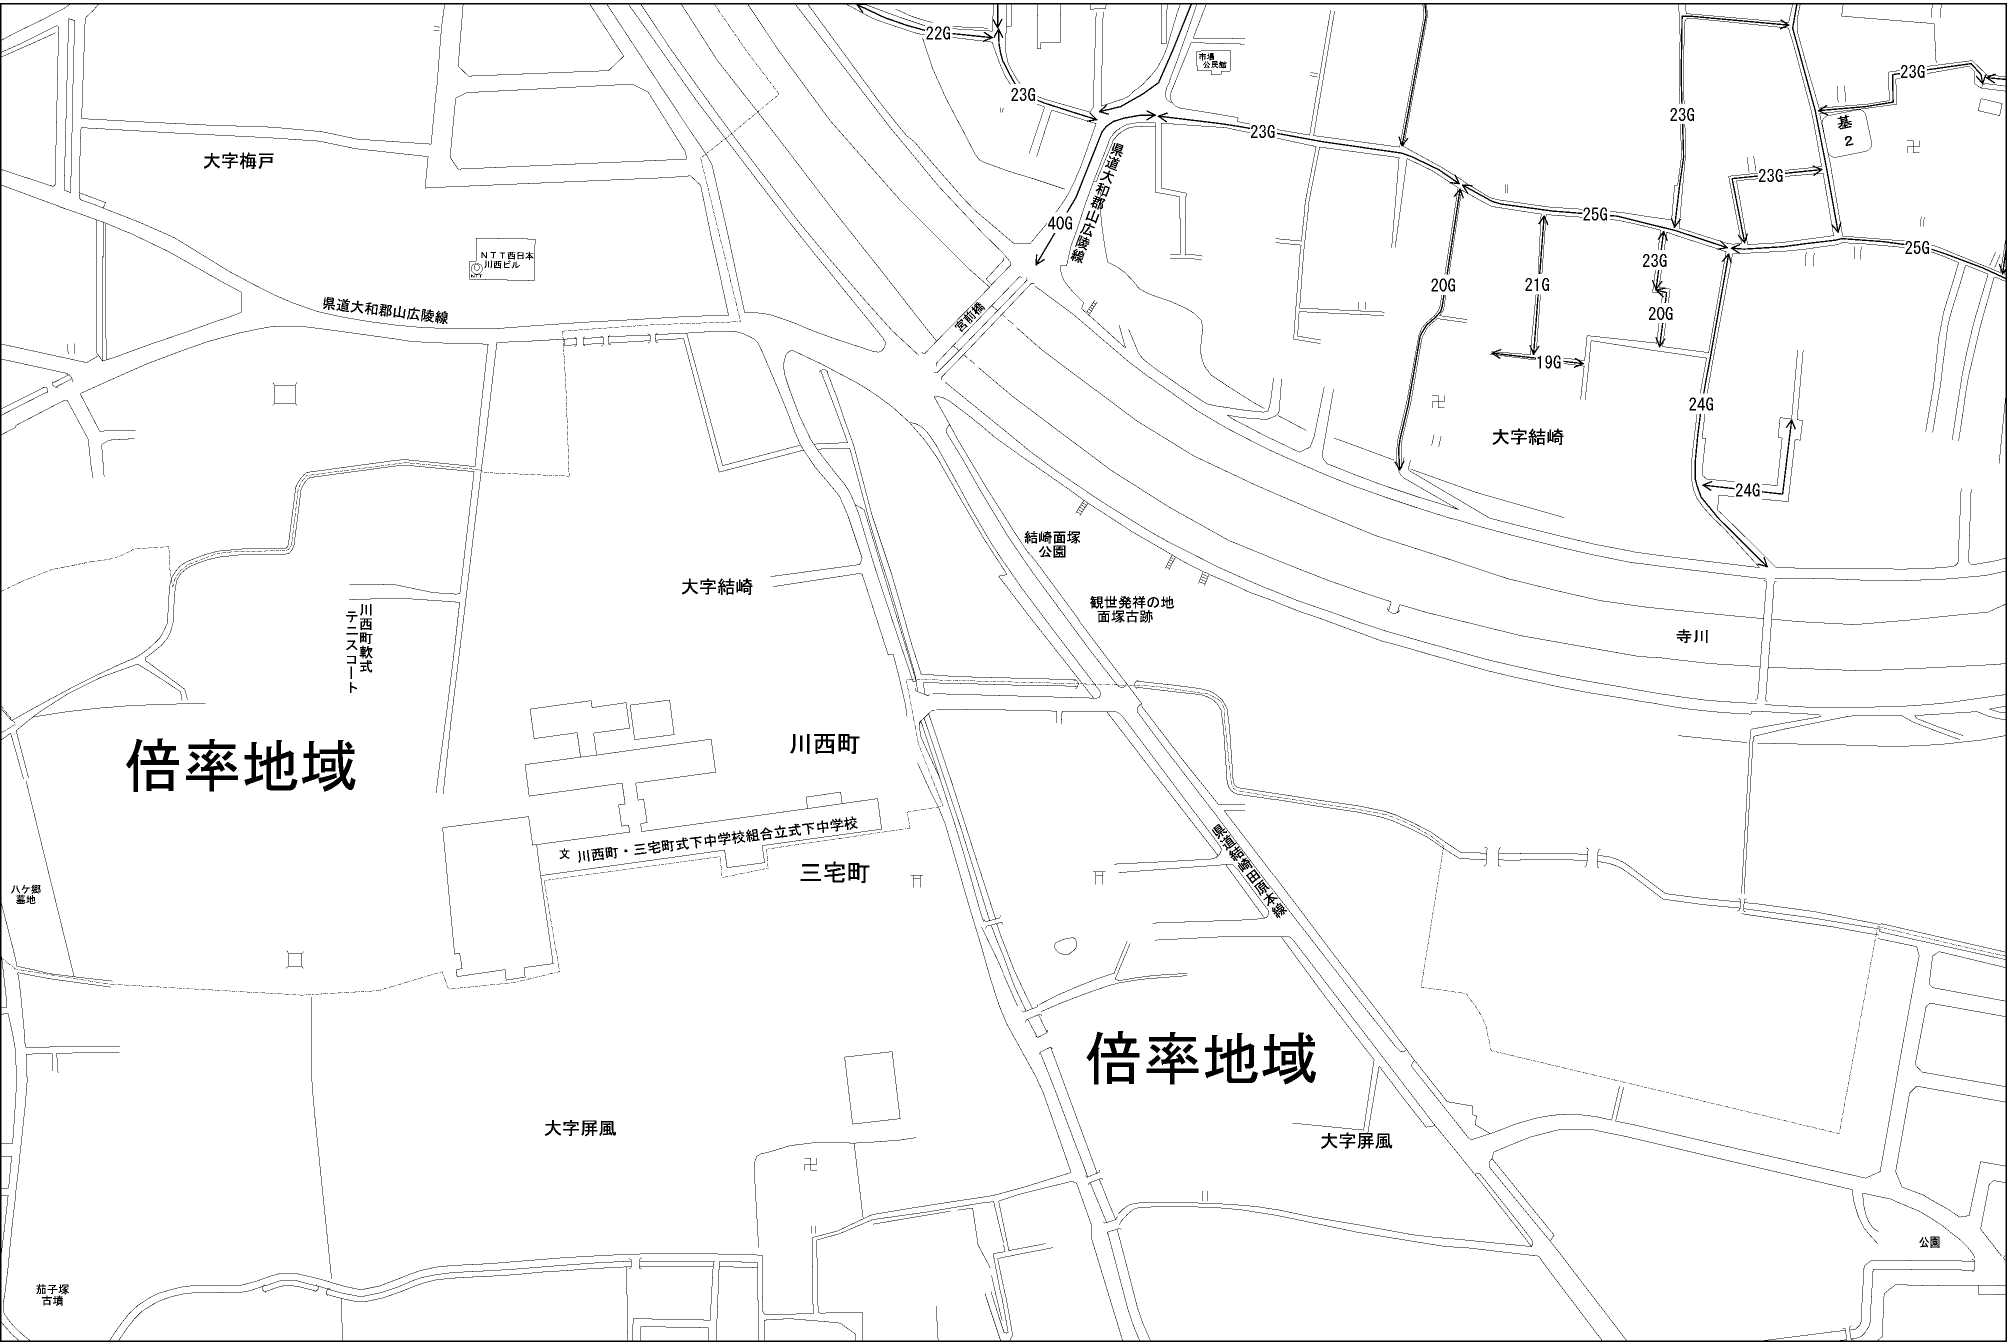 22G
市場
公民館
23G
23G
23G
23G
基
2
大字梅戸
県道大和郡山広陵線
23G
40G
25G
25G
NTT西日本
川西ビル
NTT
23G
20G
21G
20G
県道大和郡山広陵線
宮前橋
19G
24G
大字結崎
24G
結崎面塚
公園
大字結崎
観世発祥の地
面塚古跡
川西町軟式
テニスコート
寺川
倍率地域
川西町
文 川西町・三宅町式下中学校組合立式下中学校
県道結崎田原本線
三宅町
八ケ郷
墓地
倍率地域
大字屏風
大字屏風
公園
茄子塚
古墳